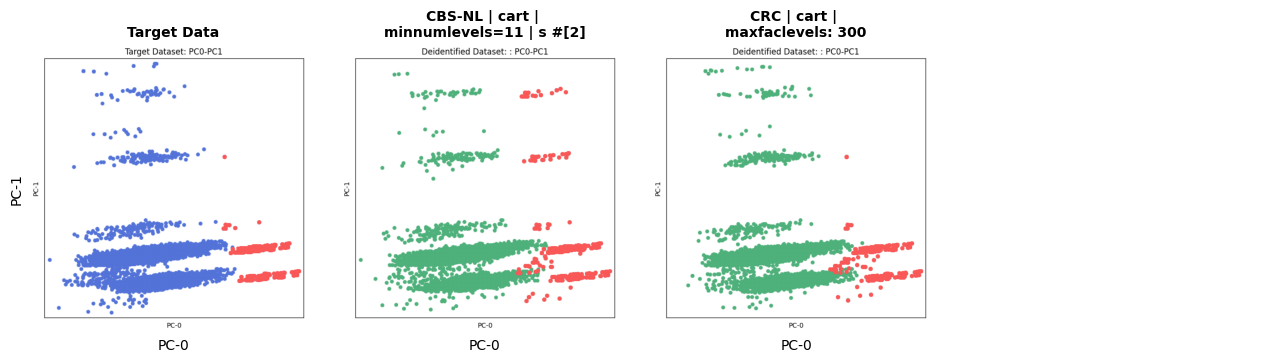 Target Data
Target Dataset: PC0-PC1
PC-1
PC-1
PC-0
PC-0
CBS-NL | cart |
minnumlevels=11 | s #[2]
Deidentified Dataset: : PC0-PC1
PC-1
PC-0
PC-0
CRC | cart |
maxfaclevels: 300
Deidentified Dataset: : PC0-PC1
PC-1
PC-0
PC-0